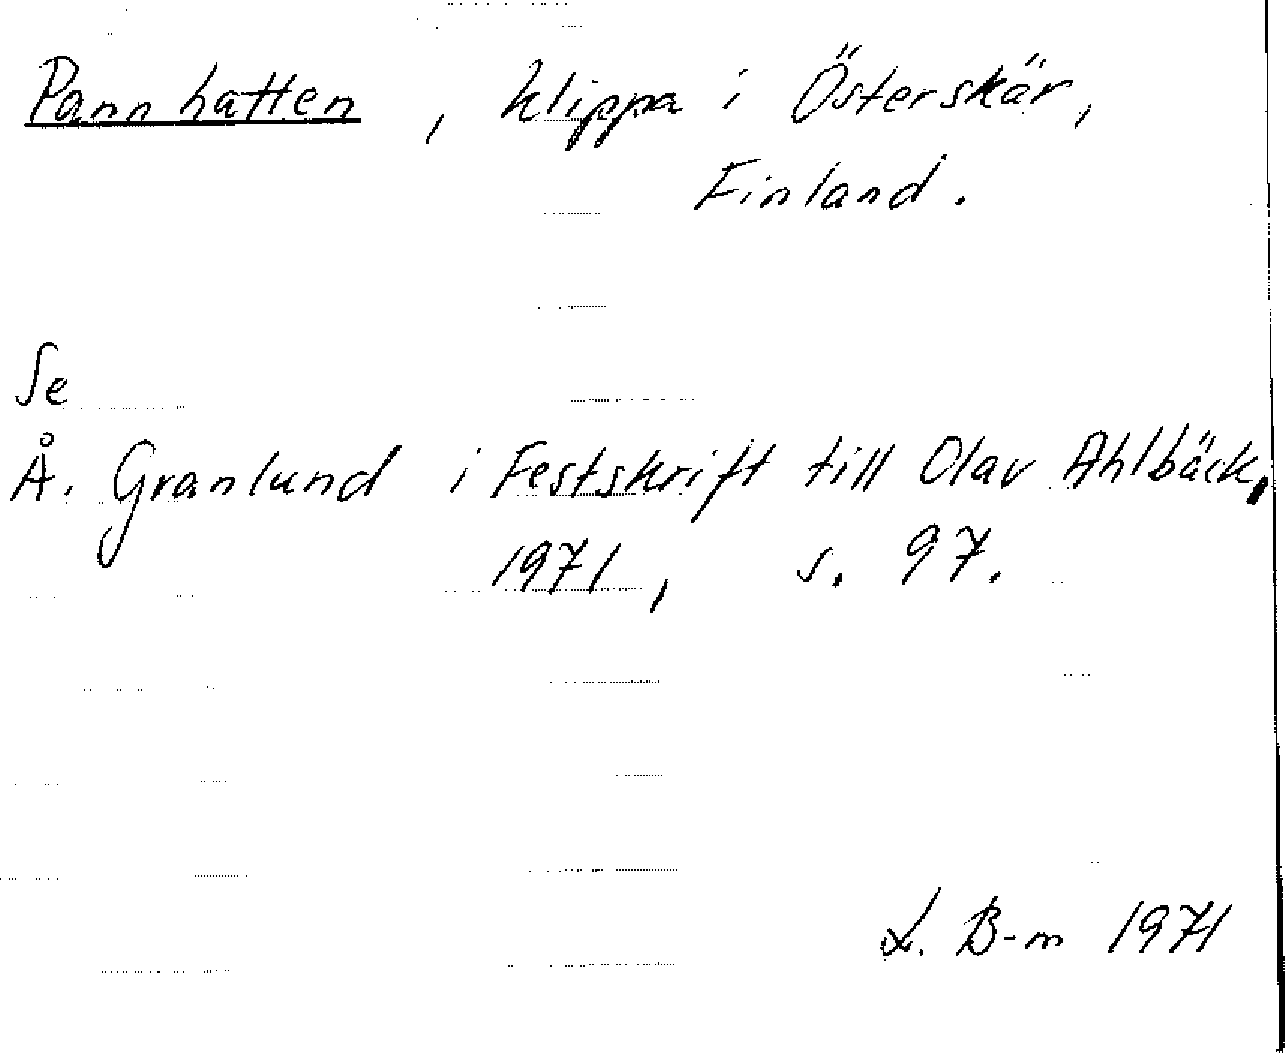 Pannhatten, klippa i Österskär,
Finland.
Se
Å. Granlund i Festskrift till Olav Ahlbäck,
1971, s. 97.
L. B-m 1971